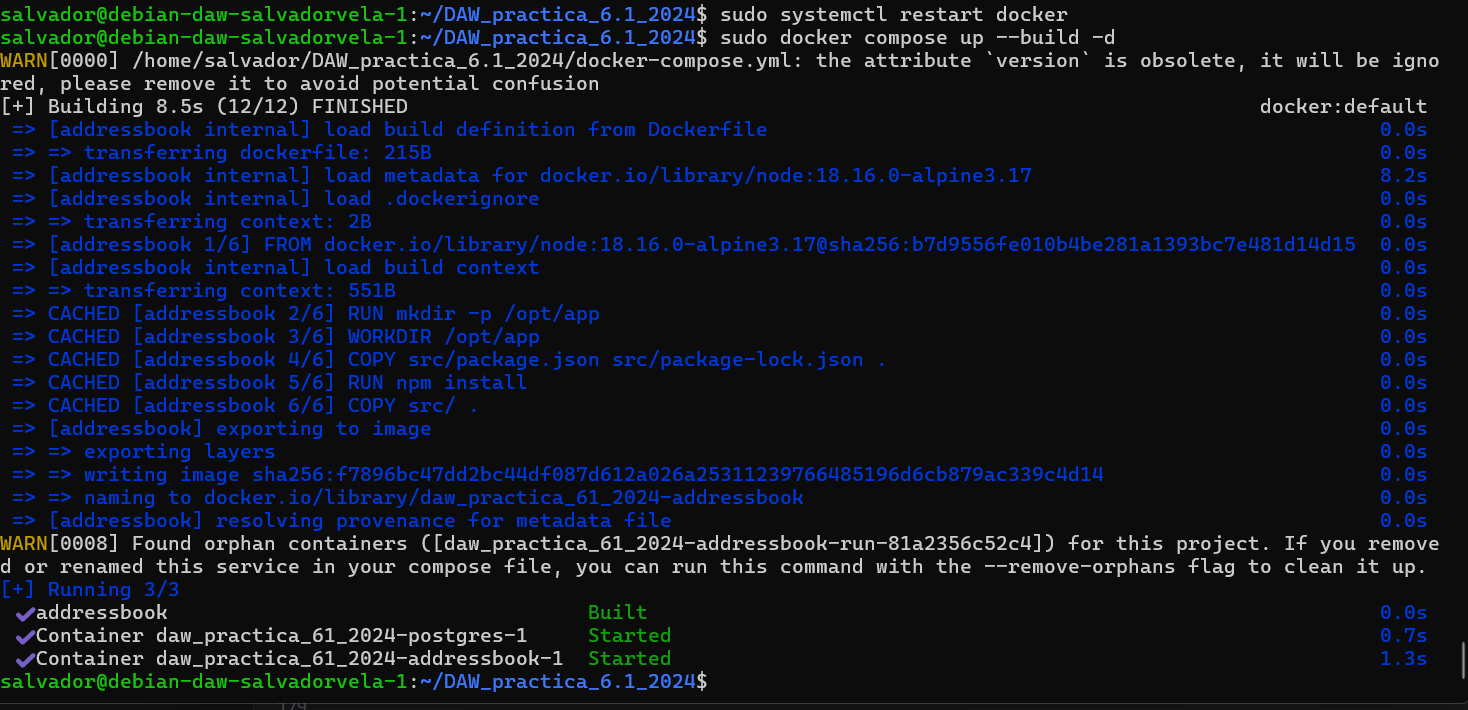 salvador@debian-daw-salvadorvela-1:~/DAW_practica_6.1_2024$ sudo systemctl restart docker
salvador@debian-daw-salvadorvela-1:~/DAW_practica_6.1_2024$ sudo docker compose up --build -d
WARN[0000] /home/salvador/DAW_practica_6.1_2024/docker-compose.yml: the attribute `version` is obsolete, it will be igno
red, please remove it to avoid potential confusion
[+] Building 8.5s (12/12) FINISHED docker:default
=> [addressbook internal] load build definition from Dockerfile 0.0s
=> => transferring dockerfile: 215B 0.0s
=> [addressbook internal] load metadata for docker.io/library/node:18.16.0-alpine3.17 8.2s
=> [addressbook internal] load .dockerignore 0.0s
=> => transferring context: 2B 0.0s
=> [addressbook 1/6] FROM docker.io/library/node:18.16.0-alpine3.17@sha256:b7d9556fe010b4be281a1393bc7e481d14d15 0.0s
=> [addressbook internal] load build context 0.0s
=> => transferring context: 551B 0.0s
=> CACHED [addressbook 2/6] RUN mkdir -p /opt/app 0.0s
=> CACHED [addressbook 3/6] WORKDIR /opt/app 0.0s
=> CACHED [addressbook 4/6] COPY src/package.json src/package-lock.json . 0.0s
=> CACHED [addressbook 5/6] RUN npm install 0.0s
=> CACHED [addressbook 6/6] COPY src/ . 0.0s
=> [addressbook] exporting to image 0.0s
=> => exporting layers 0.0s
=> => writing image sha256:f7896bc47dd2bc44df087d612a026a25311239766485196d6cb879ac339c4d14 0.0s
=> => naming to docker.io/library/daw_practica_61_2024-addressbook 0.0s
=> [addressbook] resolving provenance for metadata file 0.0s
WARN[0008] Found orphan containers ([daw_practica_61_2024-addressbook-run-81a2356c52c4]) for this project. If you remove
d or renamed this service in your compose file, you can run this command with the --remove-orphans flag to clean it up.
[+] Running 3/3
✔addressbook Built 0.0s
✔Container daw_practica_61_2024-postgres-1 Started 0.7s
✔Container daw_practica_61_2024-addressbook-1 Started 1.3s
salvador@debian-daw-salvadorvela-1:~/DAW_practica_6.1_2024$